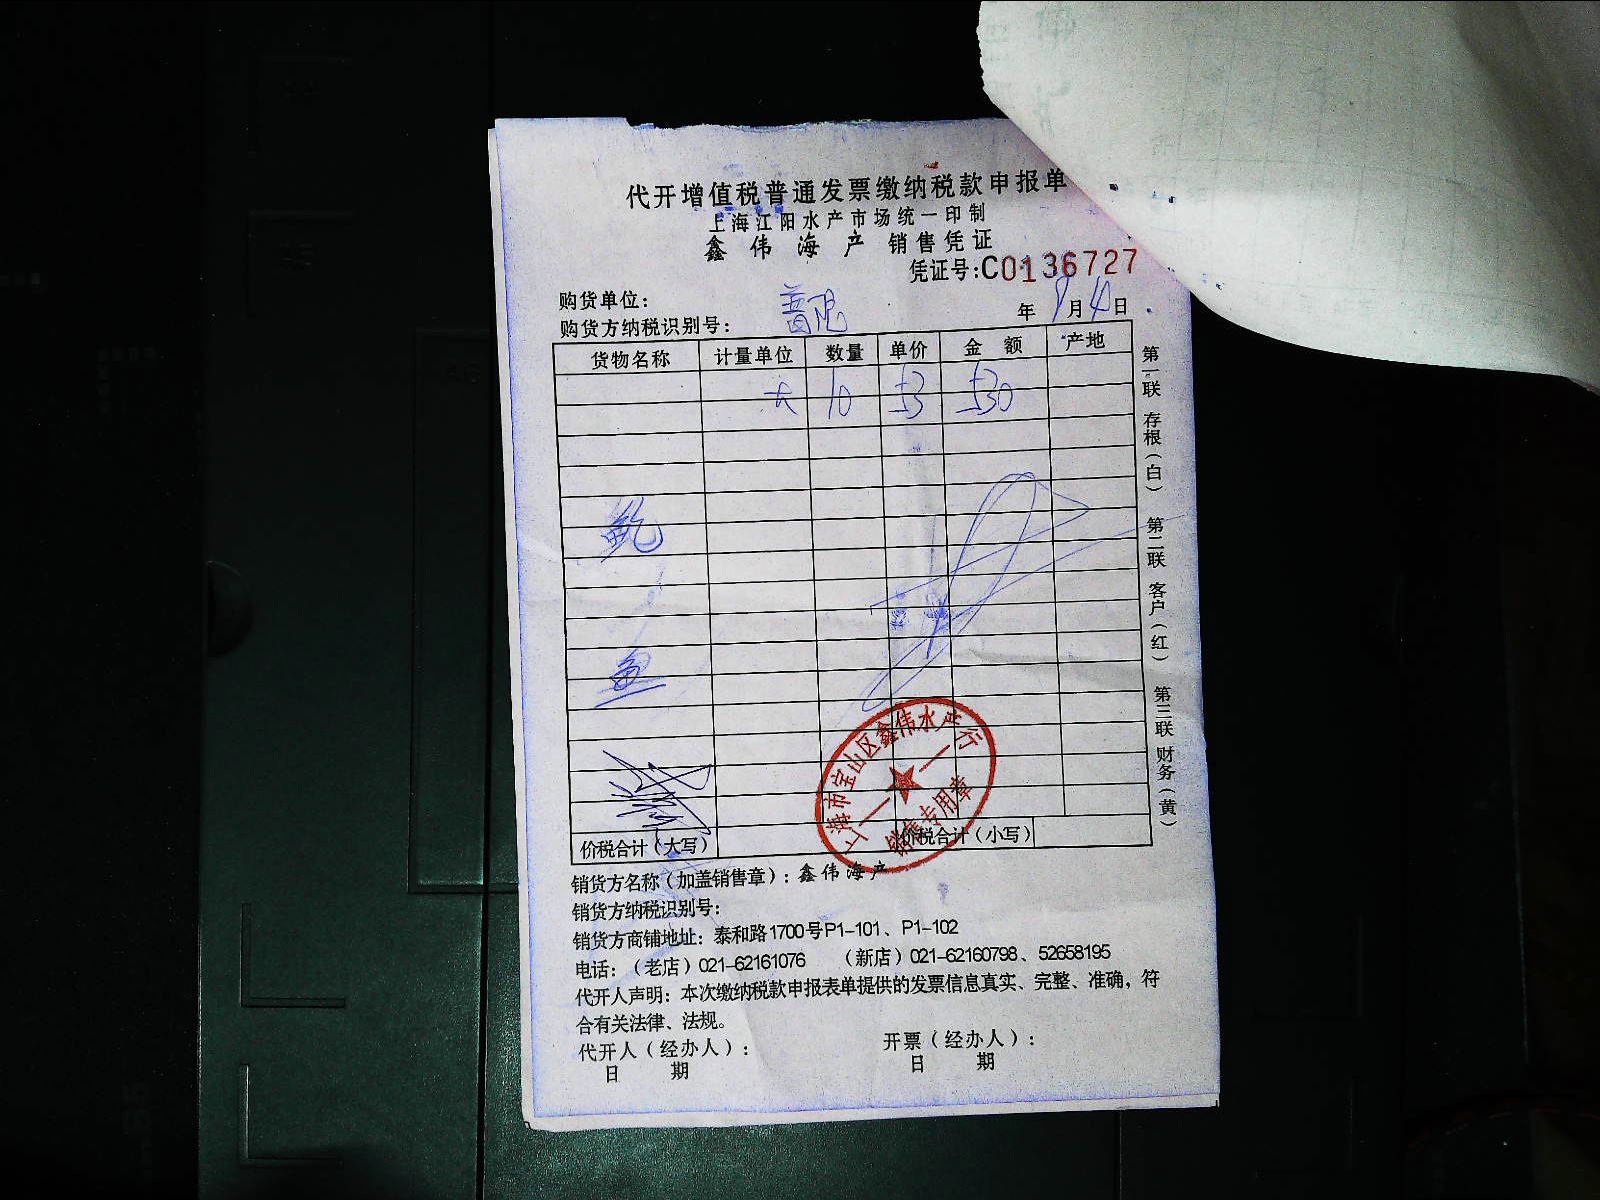 代开增值税普通发票缴纳税款申报单
上海江阳水产市场统一印制
鑫伟海产销售凭证
凭证号:C0136727
购货单位:
购货方纳税识别号:
年 9月4日
货物名称 计量单位 数量 单价 金额 产地
大 10 53 530
鲍
鱼
价税合计(大写) 价税合计(小写)
上海市宝山区鑫伟水产行
销售专用章
销货方名称(加盖销售章):鑫伟海产
销货方纳税识别号:
销货方商铺地址:泰和路1700号P1-101、P1-102
电话:(老店)021-62161076 (新店)021-62160798、52658195
代开人声明:本次缴纳税款申报表单提供的发票信息真实、完整、准确,符
合有关法律、法规。
代开人(经办人): 开票(经办人):
日期 日期
第一联 存根(白) 第二联 客户(红) 第三联 财务(黄)